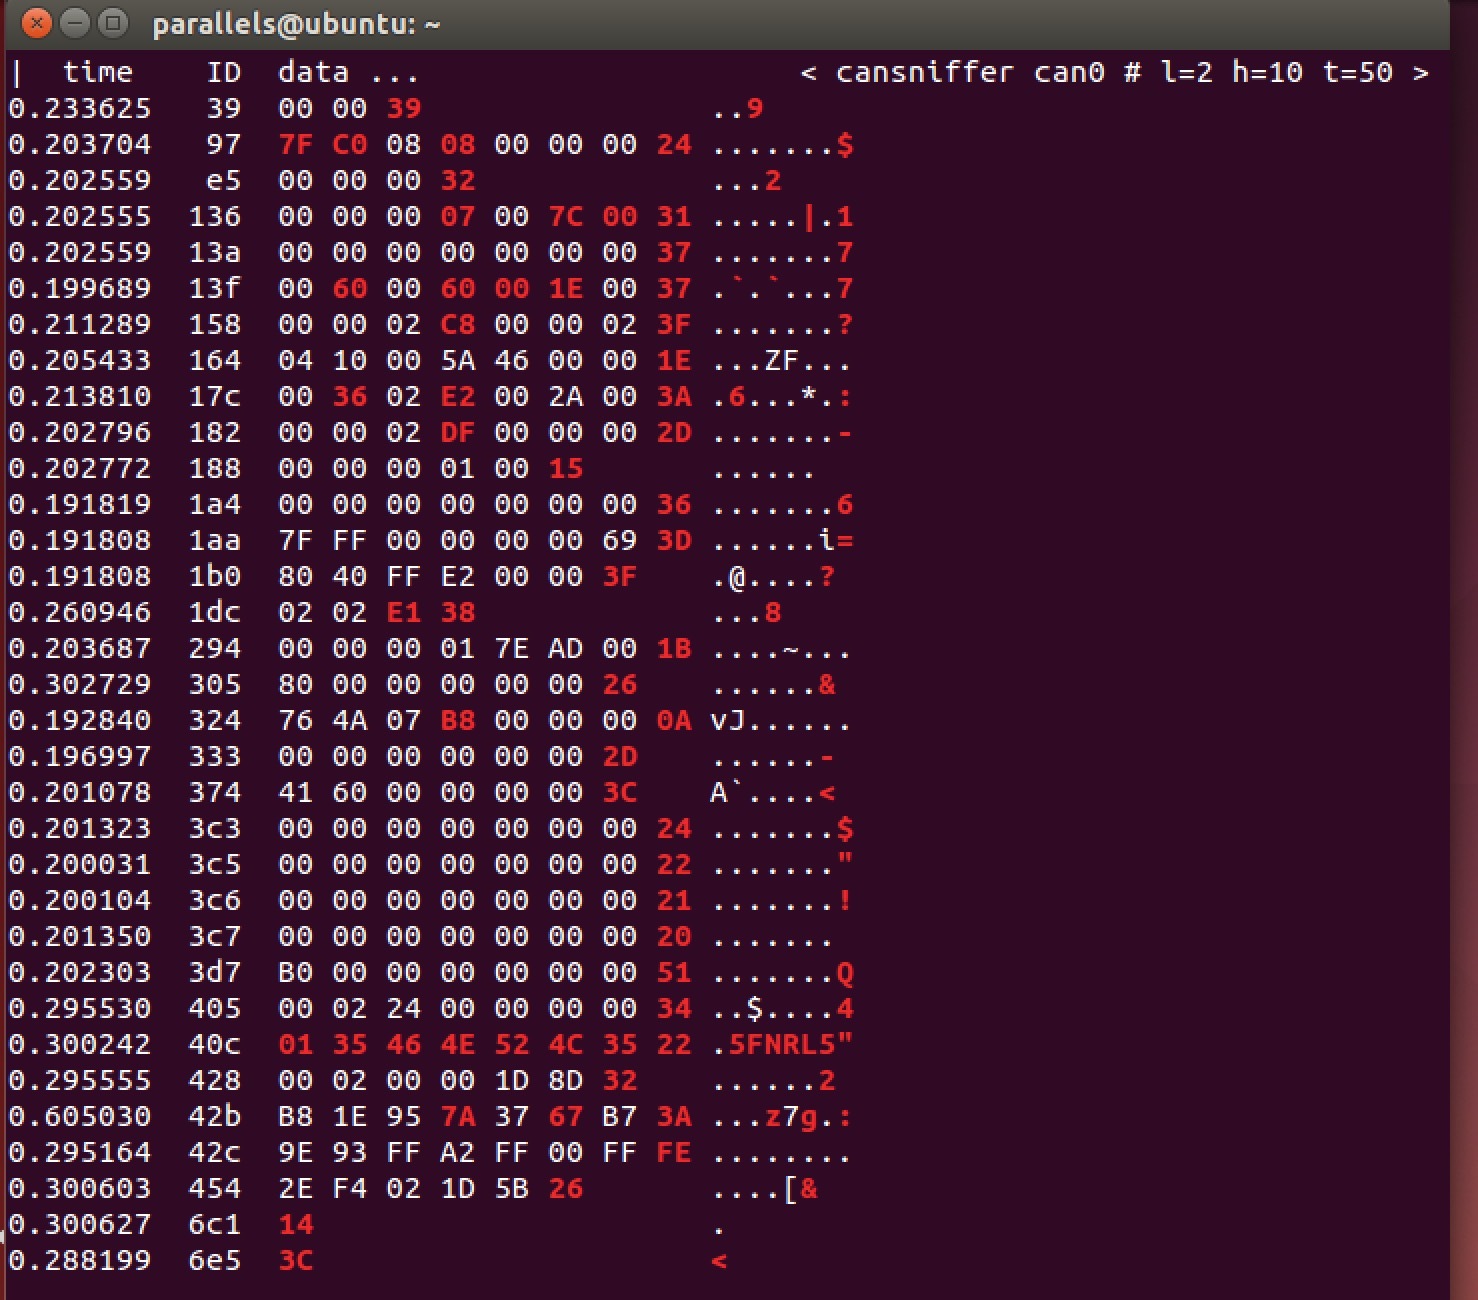 parallels@ubuntu: ~
|  time    ID  data ...                      < cansniffer can0 # l=2 h=10 t=50 >
0.233625   39  00 00 39                ..9
0.203704   97  7F C0 08 08 00 00 00 24 .......$
0.202559   e5  00 00 00 32             ...2
0.202555  136  00 00 00 07 00 7C 00 31 .....|.1
0.202559  13a  00 00 00 00 00 00 00 37 .......7
0.199689  13f  00 60 00 60 00 1E 00 37 .`.`...7
0.211289  158  00 00 02 C8 00 00 02 3F .......?
0.205433  164  04 10 00 5A 46 00 00 1E ...ZF...
0.213810  17c  00 36 02 E2 00 2A 00 3A .6...*.:
0.202796  182  00 00 02 DF 00 00 00 2D .......-
0.202772  188  00 00 00 01 00 15       ......
0.191819  1a4  00 00 00 00 00 00 00 36 .......6
0.191808  1aa  7F FF 00 00 00 00 69 3D ......i=
0.191808  1b0  80 40 FF E2 00 00 3F    .@....?
0.260946  1dc  02 02 E1 38             ...8
0.203687  294  00 00 00 01 7E AD 00 1B ....~...
0.302729  305  80 00 00 00 00 00 26    ......&
0.192840  324  76 4A 07 B8 00 00 00 0A vJ......
0.196997  333  00 00 00 00 00 00 2D    ......-
0.201078  374  41 60 00 00 00 00 3C    A`....<
0.201323  3c3  00 00 00 00 00 00 00 24 .......$
0.200031  3c5  00 00 00 00 00 00 00 22 ......."
0.200104  3c6  00 00 00 00 00 00 00 21 .......!
0.201350  3c7  00 00 00 00 00 00 00 20 .......
0.202303  3d7  B0 00 00 00 00 00 00 51 .......Q
0.295530  405  00 02 24 00 00 00 00 34 ..$....4
0.300242  40c  01 35 46 4E 52 4C 35 22 .5FNRL5"
0.295555  428  00 02 00 00 1D 8D 32    ......2
0.605030  42b  B8 1E 95 7A 37 67 B7 3A ...z7g.:
0.295164  42c  9E 93 FF A2 FF 00 FF FE ........
0.300603  454  2E F4 02 1D 5B 26       ....[&
0.300627  6c1  14                      .
0.288199  6e5  3C                      <